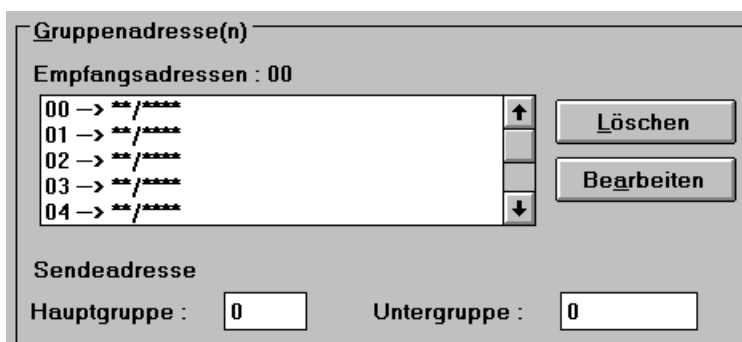 Gruppenadresse(n)
Empfangsadressen : 00
00 --> **/****
01 --> **/****
02 --> **/****
03 --> **/****
04 --> **/****
Löschen
Bearbeiten
Sendeadresse
Hauptgruppe : 0 Untergruppe : 0